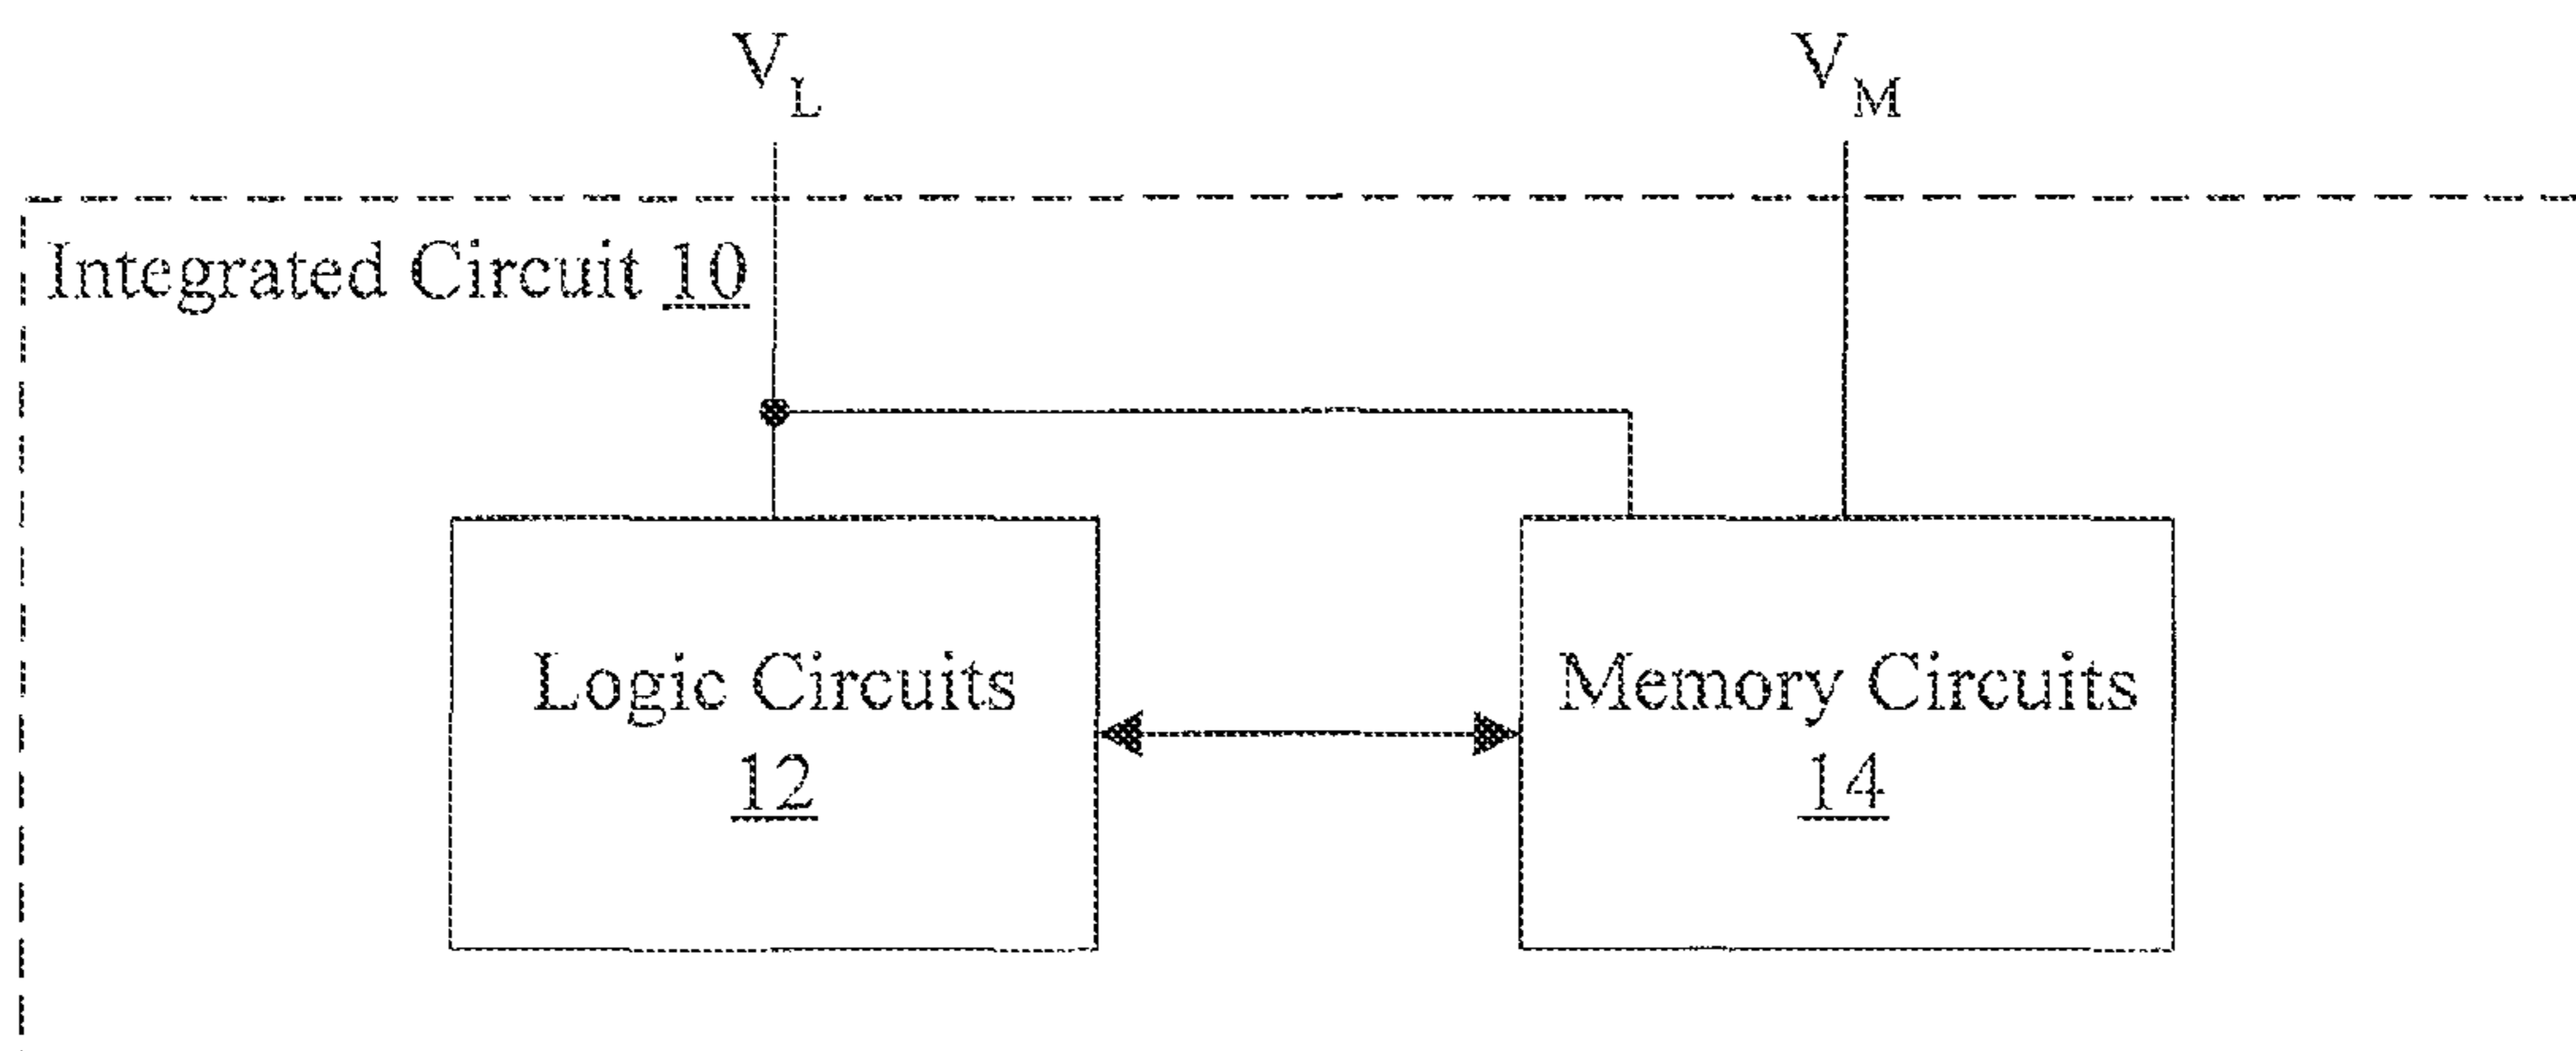 V_L
V_M
Integrated Circuit 10
Logic Circuits
12
Memory Circuits
14